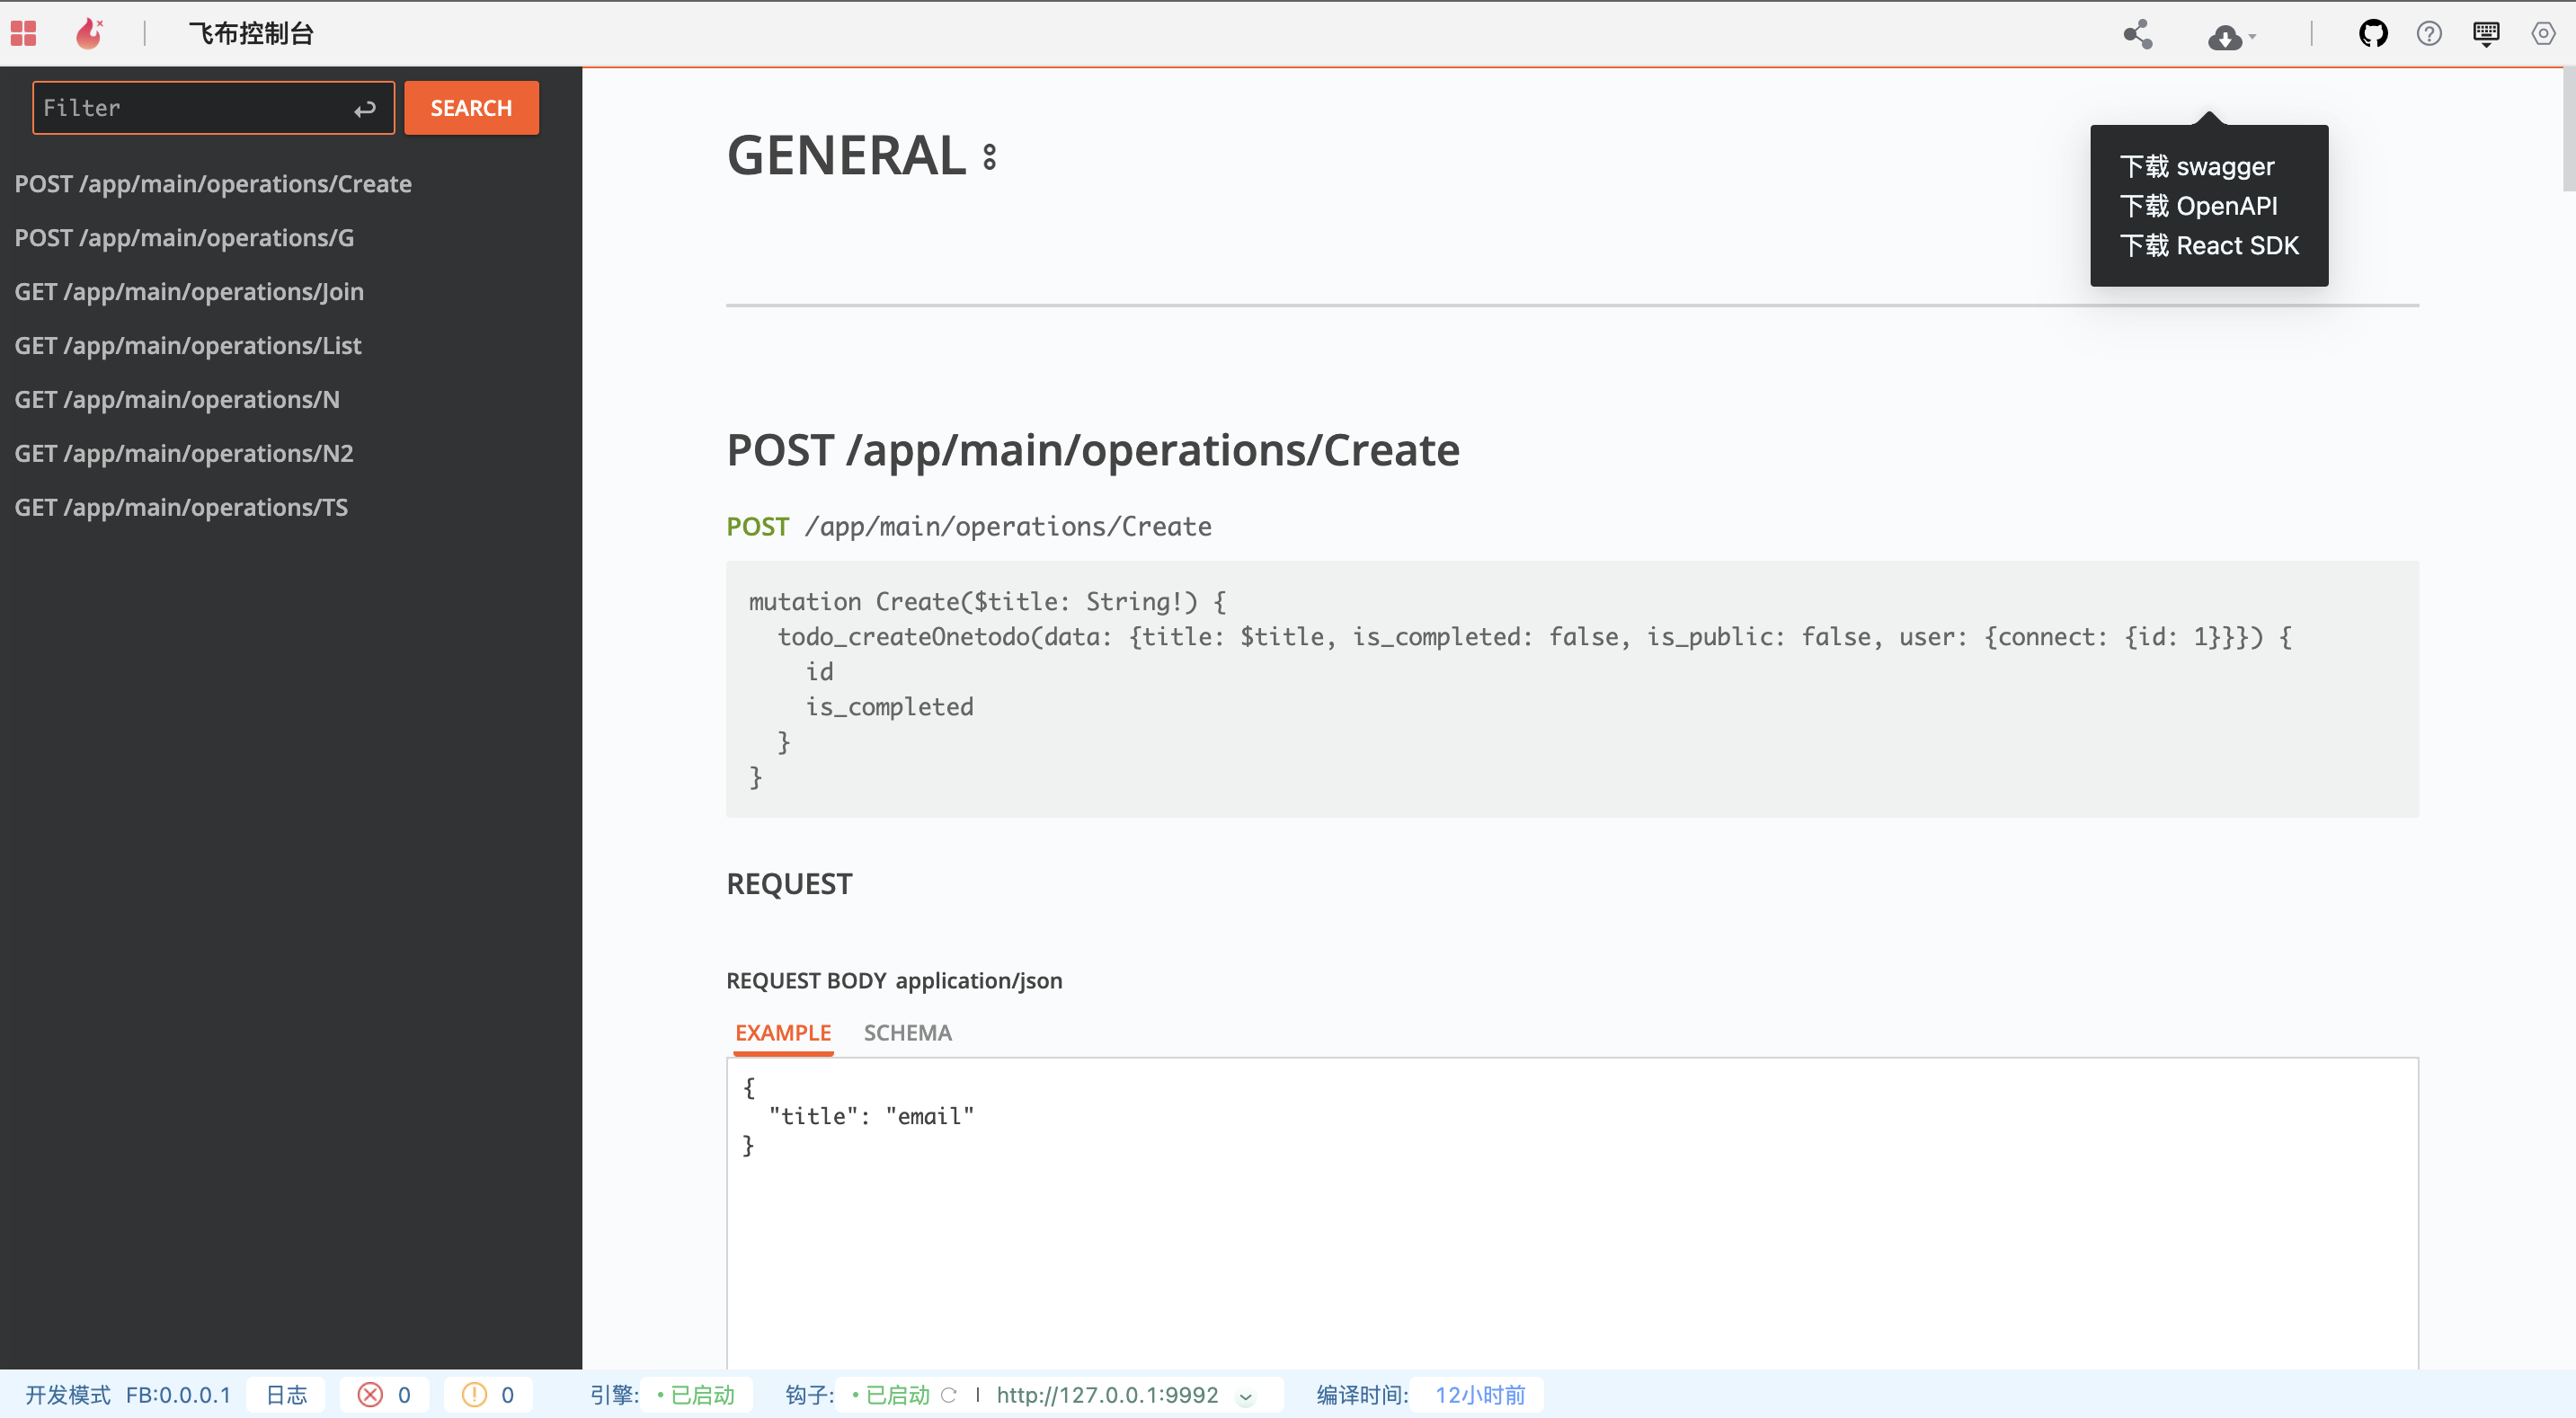 飞布控制台
Filter
SEARCH
POST /app/main/operations/Create
POST /app/main/operations/G
GET /app/main/operations/Join
GET /app/main/operations/List
GET /app/main/operations/N
GET /app/main/operations/N2
GET /app/main/operations/TS
GENERAL
下载 swagger
下载 OpenAPI
下载 React SDK
POST /app/main/operations/Create
POST /app/main/operations/Create
mutation Create($title: String!) {
  todo_createOnetodo(data: {title: $title, is_completed: false, is_public: false, user: {connect: {id: 1}}}) {
    id
    is_completed
  }
}
REQUEST
REQUEST BODY application/json
EXAMPLE SCHEMA
{
  "title": "email"
}
开发模式 FB:0.0.0.1 日志 0 0 引擎: • 已启动 钩子: • 已启动 | http://127.0.0.1:9992 编译时间: 12小时前